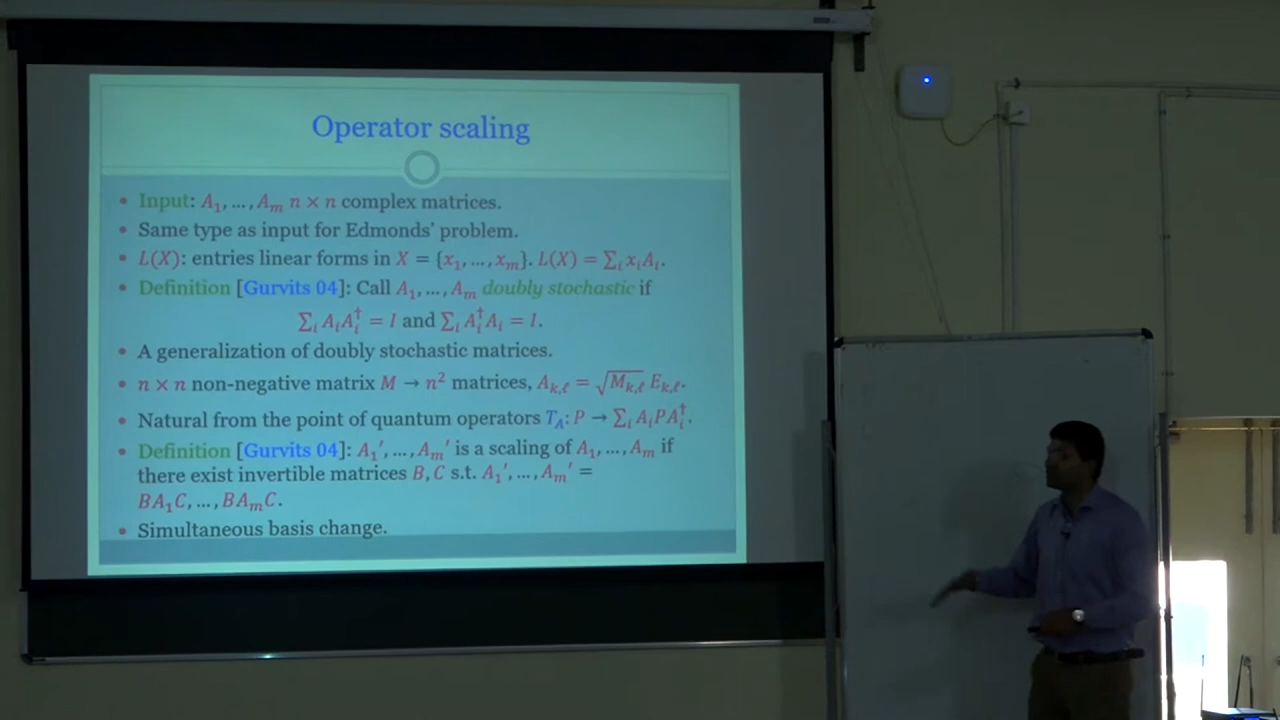 Operator scaling
• Input: A₁, …, Aₘ n × n complex matrices.
• Same type as input for Edmonds' problem.
• L(X): entries linear forms in X = {x₁, …, xₘ}. L(X) = ∑ᵢ xᵢAᵢ.
• Definition [Gurvits 04]: Call A₁, …, Aₘ doubly stochastic if
∑ᵢ AᵢAᵢ† = I and ∑ᵢ Aᵢ†Aᵢ = I.
• A generalization of doubly stochastic matrices.
• n × n non-negative matrix M → n² matrices, A_{k,ℓ} = √M_{k,ℓ} E_{k,ℓ}.
• Natural from the point of quantum operators T_A: P → ∑ᵢ AᵢPAᵢ†.
• Definition [Gurvits 04]: A₁′, …, Aₘ′ is a scaling of A₁, …, Aₘ if
there exist invertible matrices B, C s.t. A₁′, …, Aₘ′ =
BA₁C, …, BAₘC.
• Simultaneous basis change.